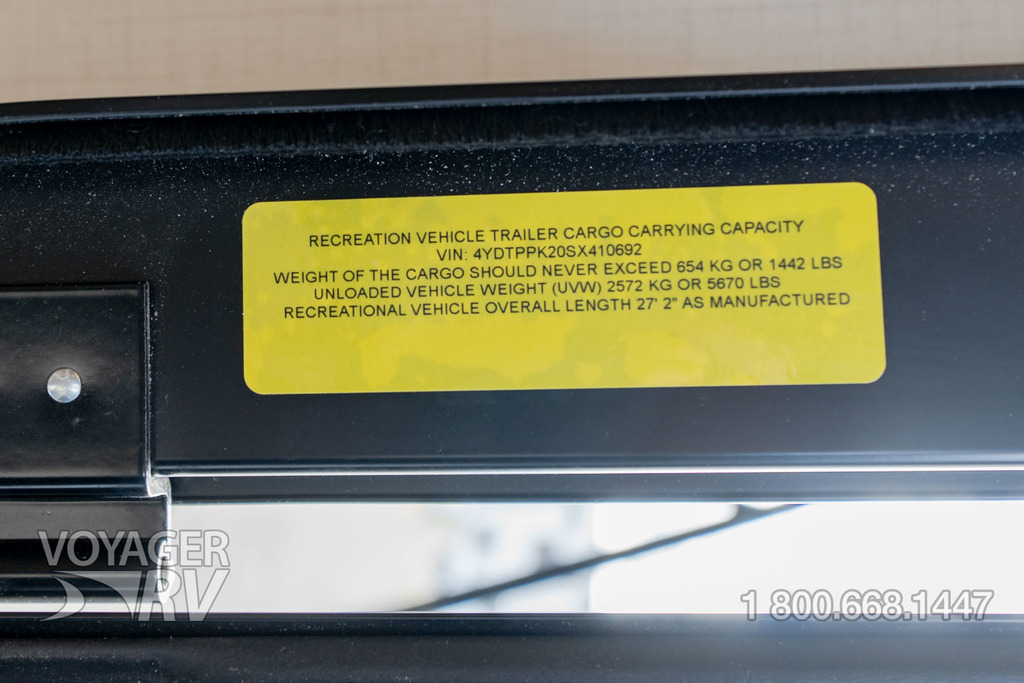 RECREATION VEHICLE TRAILER CARGO CARRYING CAPACITY
VIN: 4YDTPPK20SX410692
WEIGHT OF THE CARGO SHOULD NEVER EXCEED 654 KG OR 1442 LBS
UNLOADED VEHICLE WEIGHT (UVW) 2572 KG OR 5670 LBS
RECREATIONAL VEHICLE OVERALL LENGTH 27' 2" AS MANUFACTURED
VOYAGER
RV
1 800.668.1447